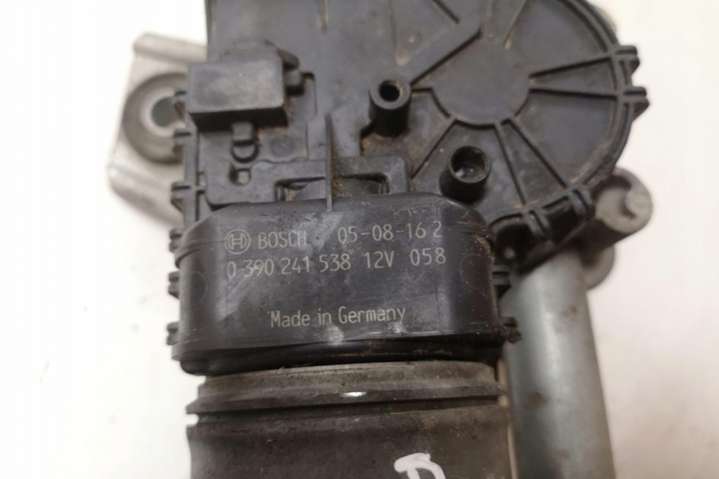 BOSCH 05-08-16 2
0 390 241 538 12V 058
Made in Germany